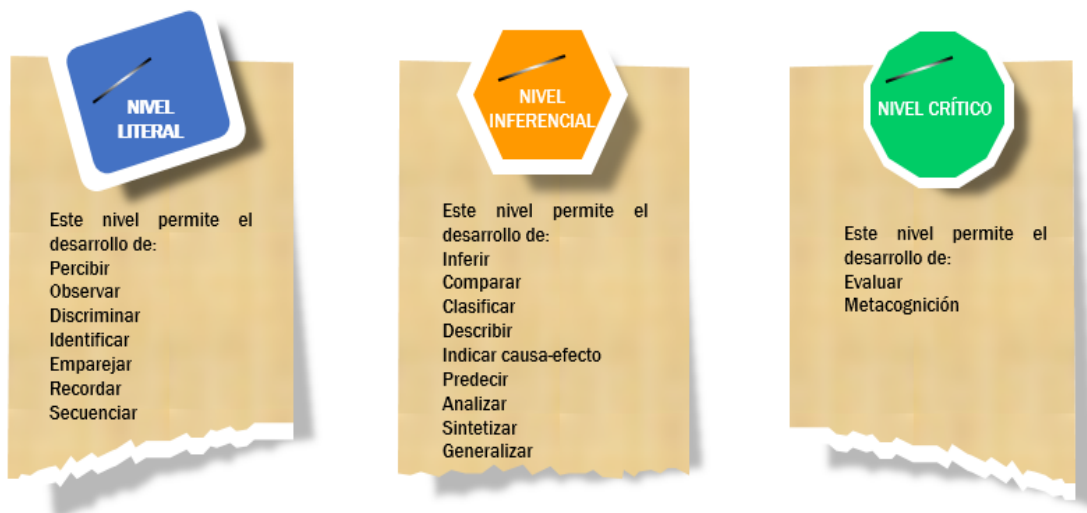 NIVEL
LITERAL
Este nivel permite el
desarrollo de:
Percibir
Observar
Discriminar
Identificar
Emparejar
Recordar
Secuenciar
NIVEL
INFERENCIAL
Este nivel permite el
desarrollo de:
Inferir
Comparar
Clasificar
Describir
Indicar causa-efecto
Predecir
Analizar
Sintetizar
Generalizar
NIVEL CRÍTICO
Este nivel permite el
desarrollo de:
Evaluar
Metacognición